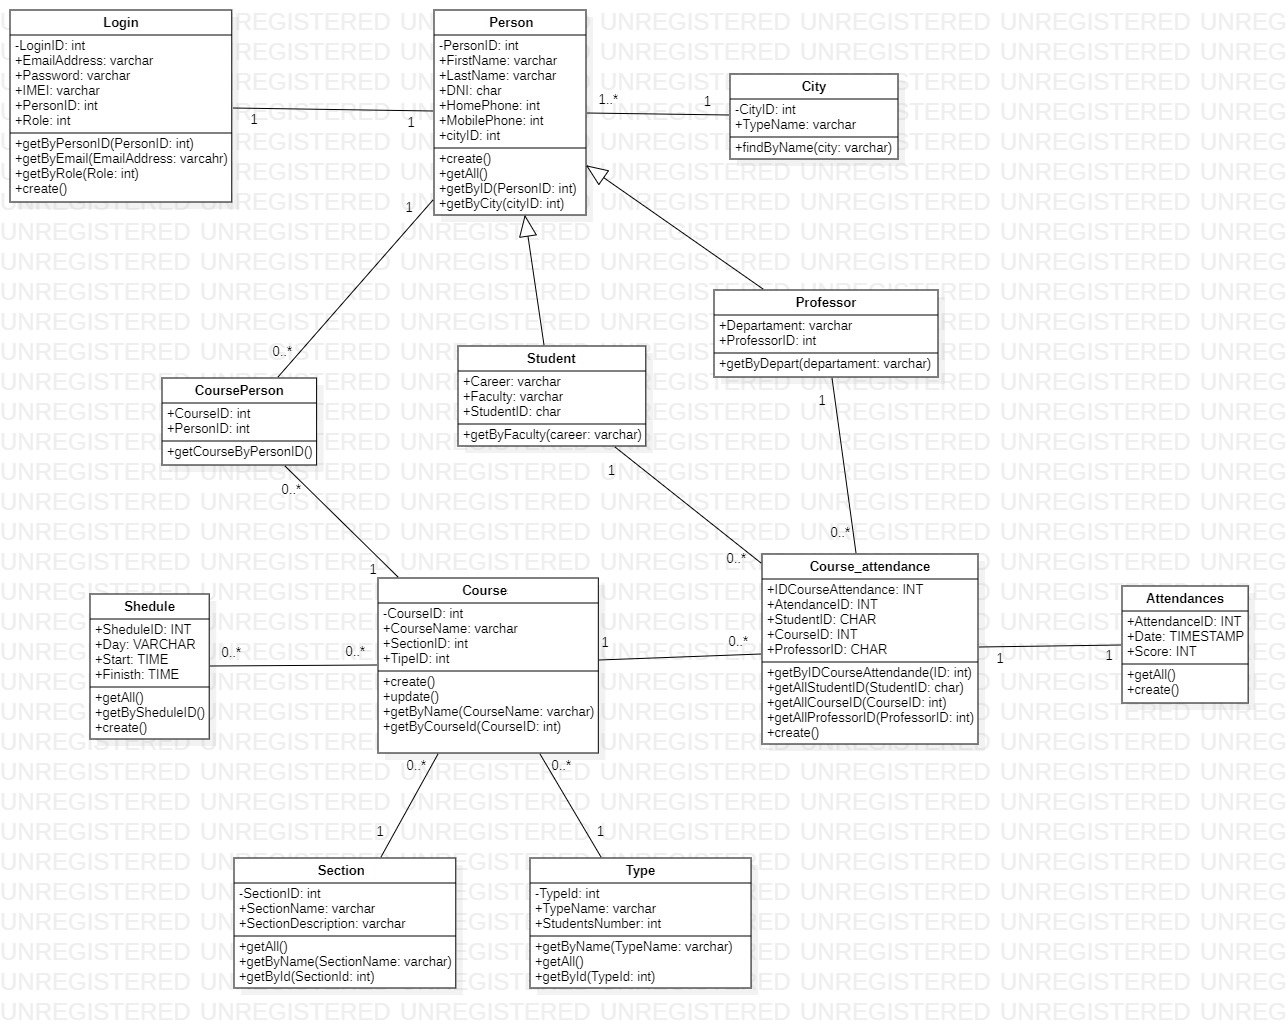 Login
-LoginID: int
+EmailAddress: varchar
+Password: varchar
+IMEI: varchar
+PersonID: int
+Role: int
+getByPersonID(PersonID: int)
+getByEmail(EmailAddress: varcahr)
+getByRole(Role: int)
+create()
1
1
Person
-PersonID: int
+FirstName: varchar
+LastName: varchar
+DNI: char
+HomePhone: int
+MobilePhone: int
+cityID: int
+create()
+getAll()
+getByID(PersonID: int)
+getByCity(cityID: int)
1..*
1
City
-CityID: int
+TypeName: varchar
+findByName(city: varchar)
1
0..*
Professor
+Departament: varchar
+ProfessorID: int
+getByDepart(departament: varchar)
1
0..*
Student
+Career: varchar
+Faculty: varchar
+StudentID: char
+getByFaculty(career: varchar)
1
0..*
CoursePerson
+CourseID: int
+PersonID: int
+getCourseByPersonID()
0..*
1
Shedule
+SheduleID: INT
+Day: VARCHAR
+Start: TIME
+Finisth: TIME
+getAll()
+getBySheduleID()
+create()
0..*
0..*
Course
-CourseID: int
+CourseName: varchar
+SectionID: int
+TipeID: int
+create()
+update()
+getByName(CourseName: varchar)
+getByCourseId(CourseID: int)
1
0..*
Course_attendance
+IDCourseAttendance: INT
+AtendanceID: INT
+StudentID: CHAR
+CourseID: INT
+ProfessorID: CHAR
+getByIDCourseAttendande(ID: int)
+getAllStudentID(StudentID: char)
+getAllCourseID(CourseID: int)
+getAllProfessorID(ProfessorID: int)
+create()
1
1
Attendances
+AttendanceID: INT
+Date: TIMESTAMP
+Score: INT
+getAll()
+create()
0..*
1
0..*
1
Section
-SectionID: int
+SectionName: varchar
+SectionDescription: varchar
+getAll()
+getByName(SectionName: varchar)
+getById(SectionId: int)
Type
-TypeId: int
+TypeName: varchar
+StudentsNumber: int
+getByName(TypeName: varchar)
+getAll()
+getById(TypeId: int)
UNREGISTERED